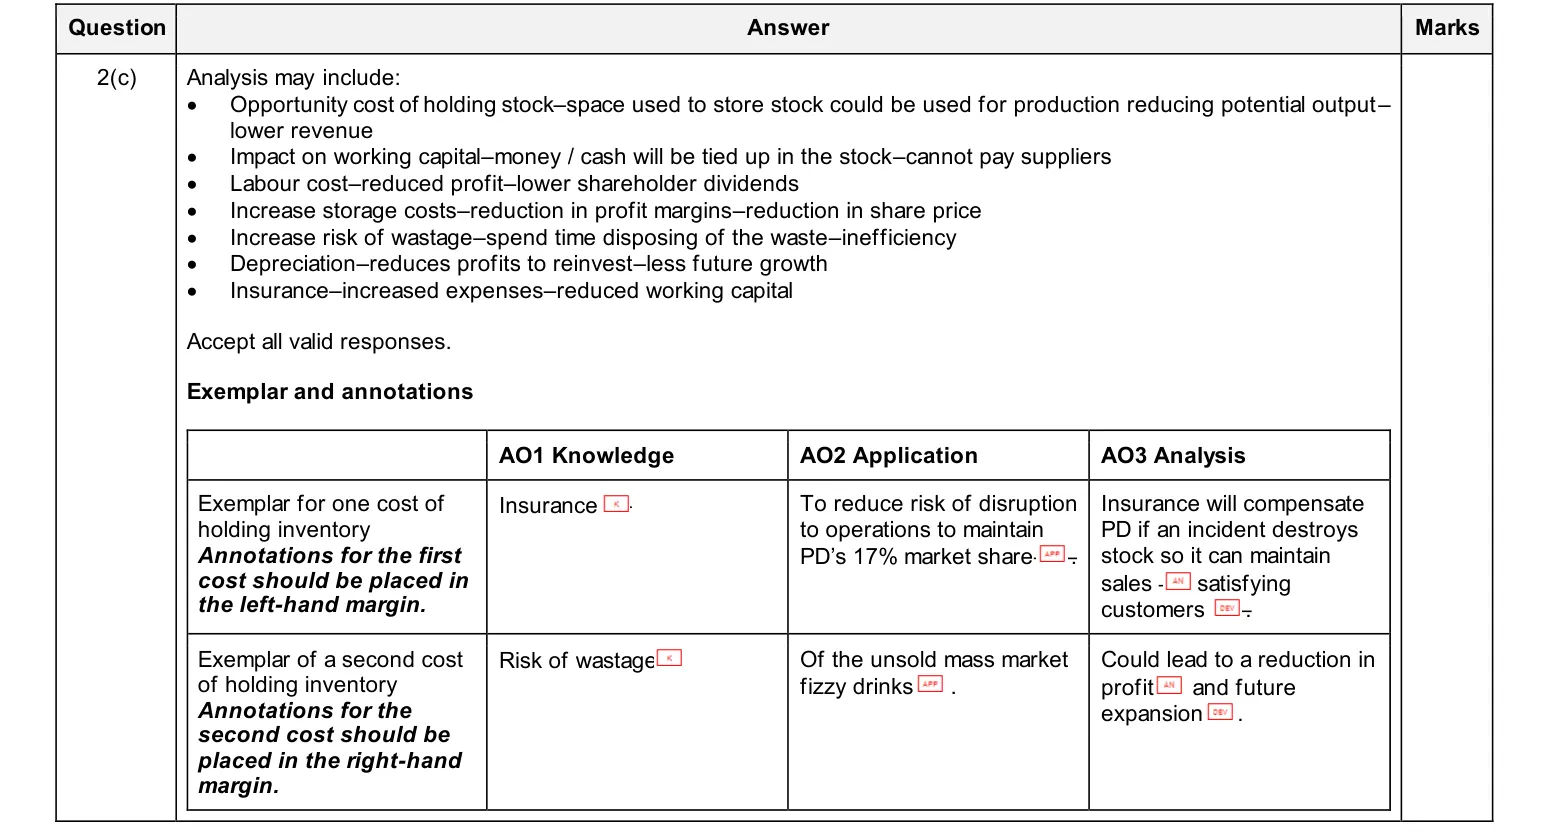 Question Answer Marks
2(c)
Analysis may include:
• Opportunity cost of holding stock–space used to store stock could be used for production reducing potential output–
lower revenue
• Impact on working capital–money / cash will be tied up in the stock–cannot pay suppliers
• Labour cost–reduced profit–lower shareholder dividends
• Increase storage costs–reduction in profit margins–reduction in share price
• Increase risk of wastage–spend time disposing of the waste–inefficiency
• Depreciation–reduces profits to reinvest–less future growth
• Insurance–increased expenses–reduced working capital
Accept all valid responses.
Exemplar and annotations
AO1 Knowledge AO2 Application AO3 Analysis
Exemplar for one cost of
holding inventory
Annotations for the first
cost should be placed in
the left-hand margin.
Insurance K .
To reduce risk of disruption
to operations to maintain
PD’s 17% market share. APP .
Insurance will compensate
PD if an incident destroys
stock so it can maintain
sales - AN satisfying
customers DEV .
Exemplar of a second cost
of holding inventory
Annotations for the
second cost should be
placed in the right-hand
margin.
Risk of wastage K
Of the unsold mass market
fizzy drinks APP .
Could lead to a reduction in
profit AN and future
expansion DEV .